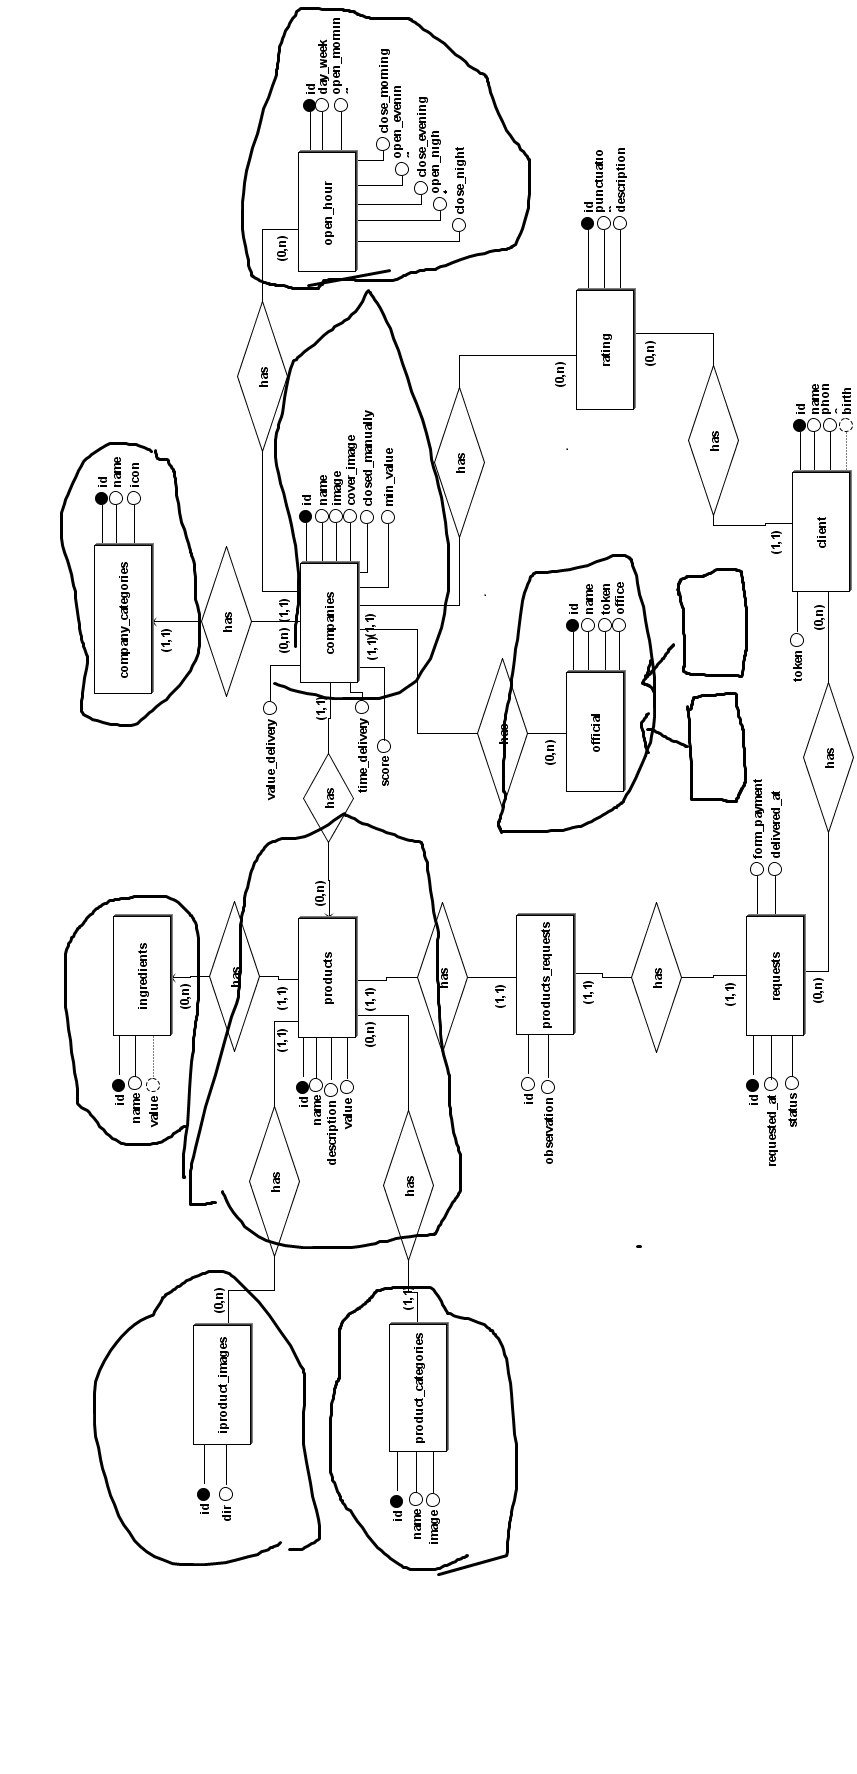 id
day_week
open_mornin
close_morning
open_evenin
close_evening
open_nigh
close_night
open_hour
(0,n)
has
id
name
icon
company_categories
(1,1)
has
id
name
image
cover_image
closed_manually
min_value
companies
(1,1)
(0,n)
(1,1)
(1,1)
(1,1)
value_delivery
time_delivery
score
has
id
punctuatio
description
rating
(0,n)
(0,n)
has
id
name
phon
birth
client
(1,1)
(0,n)
token
has
id
name
token
office
official
(0,n)
has
has
(0,n)
ingredients
(0,n)
id
name
value
has
products
(1,1)
(1,1)
(1,1)
(0,n)
id
name
description
value
has
(1,1)
products_requests
(1,1)
id
observation
has
form_payment
delivered_at
(1,1)
requests
(0,n)
id
requested_at
status
has
has
has
(0,n)
iproduct_images
id
dir
(1,1
product_categories
id
name
image